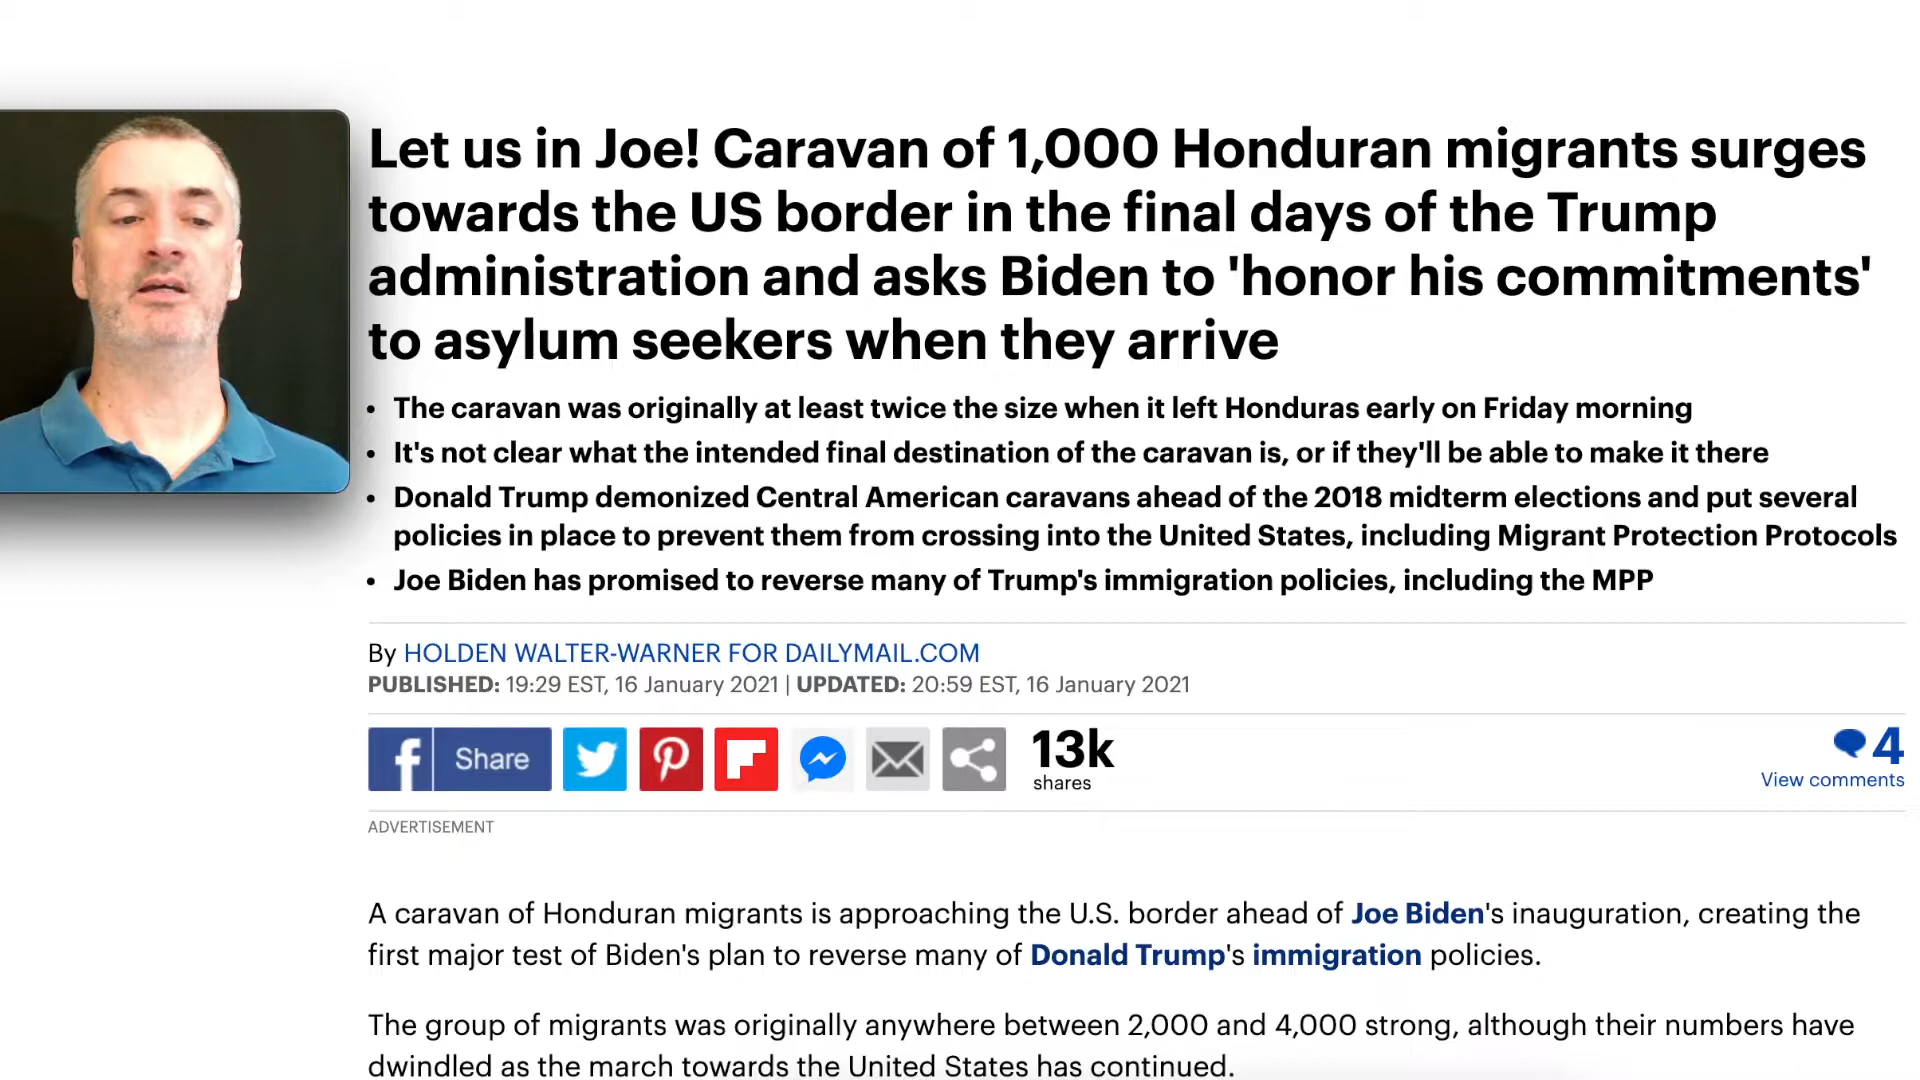 Let us in Joe! Caravan of 1,000 Honduran migrants surges
towards the US border in the final days of the Trump
administration and asks Biden to 'honor his commitments'
to asylum seekers when they arrive
• The caravan was originally at least twice the size when it left Honduras early on Friday morning
• It's not clear what the intended final destination of the caravan is, or if they'll be able to make it there
• Donald Trump demonized Central American caravans ahead of the 2018 midterm elections and put several
policies in place to prevent them from crossing into the United States, including Migrant Protection Protocols
• Joe Biden has promised to reverse many of Trump's immigration policies, including the MPP
By HOLDEN WALTER-WARNER FOR DAILYMAIL.COM
PUBLISHED: 19:29 EST, 16 January 2021 | UPDATED: 20:59 EST, 16 January 2021
f Share 13k
shares
4
View comments
ADVERTISEMENT
A caravan of Honduran migrants is approaching the U.S. border ahead of Joe Biden's inauguration, creating the
first major test of Biden's plan to reverse many of Donald Trump's immigration policies.
The group of migrants was originally anywhere between 2,000 and 4,000 strong, although their numbers have
dwindled as the march towards the United States has continued.